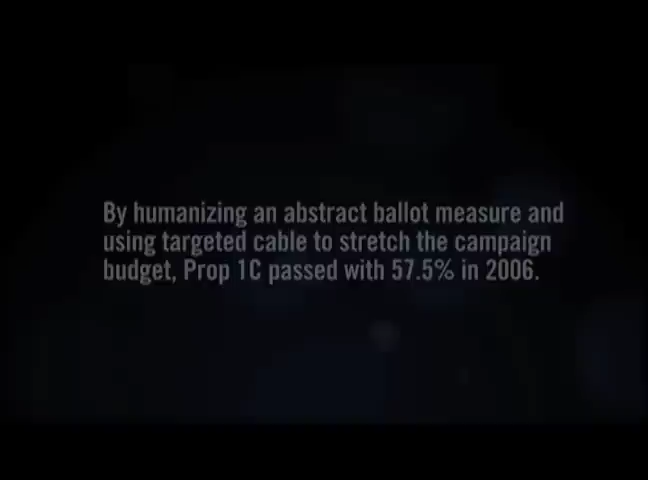 By humanizing an abstract ballot measure and
using targeted cable to stretch the campaign
budget, Prop 1C passed with 57.5% in 2006.